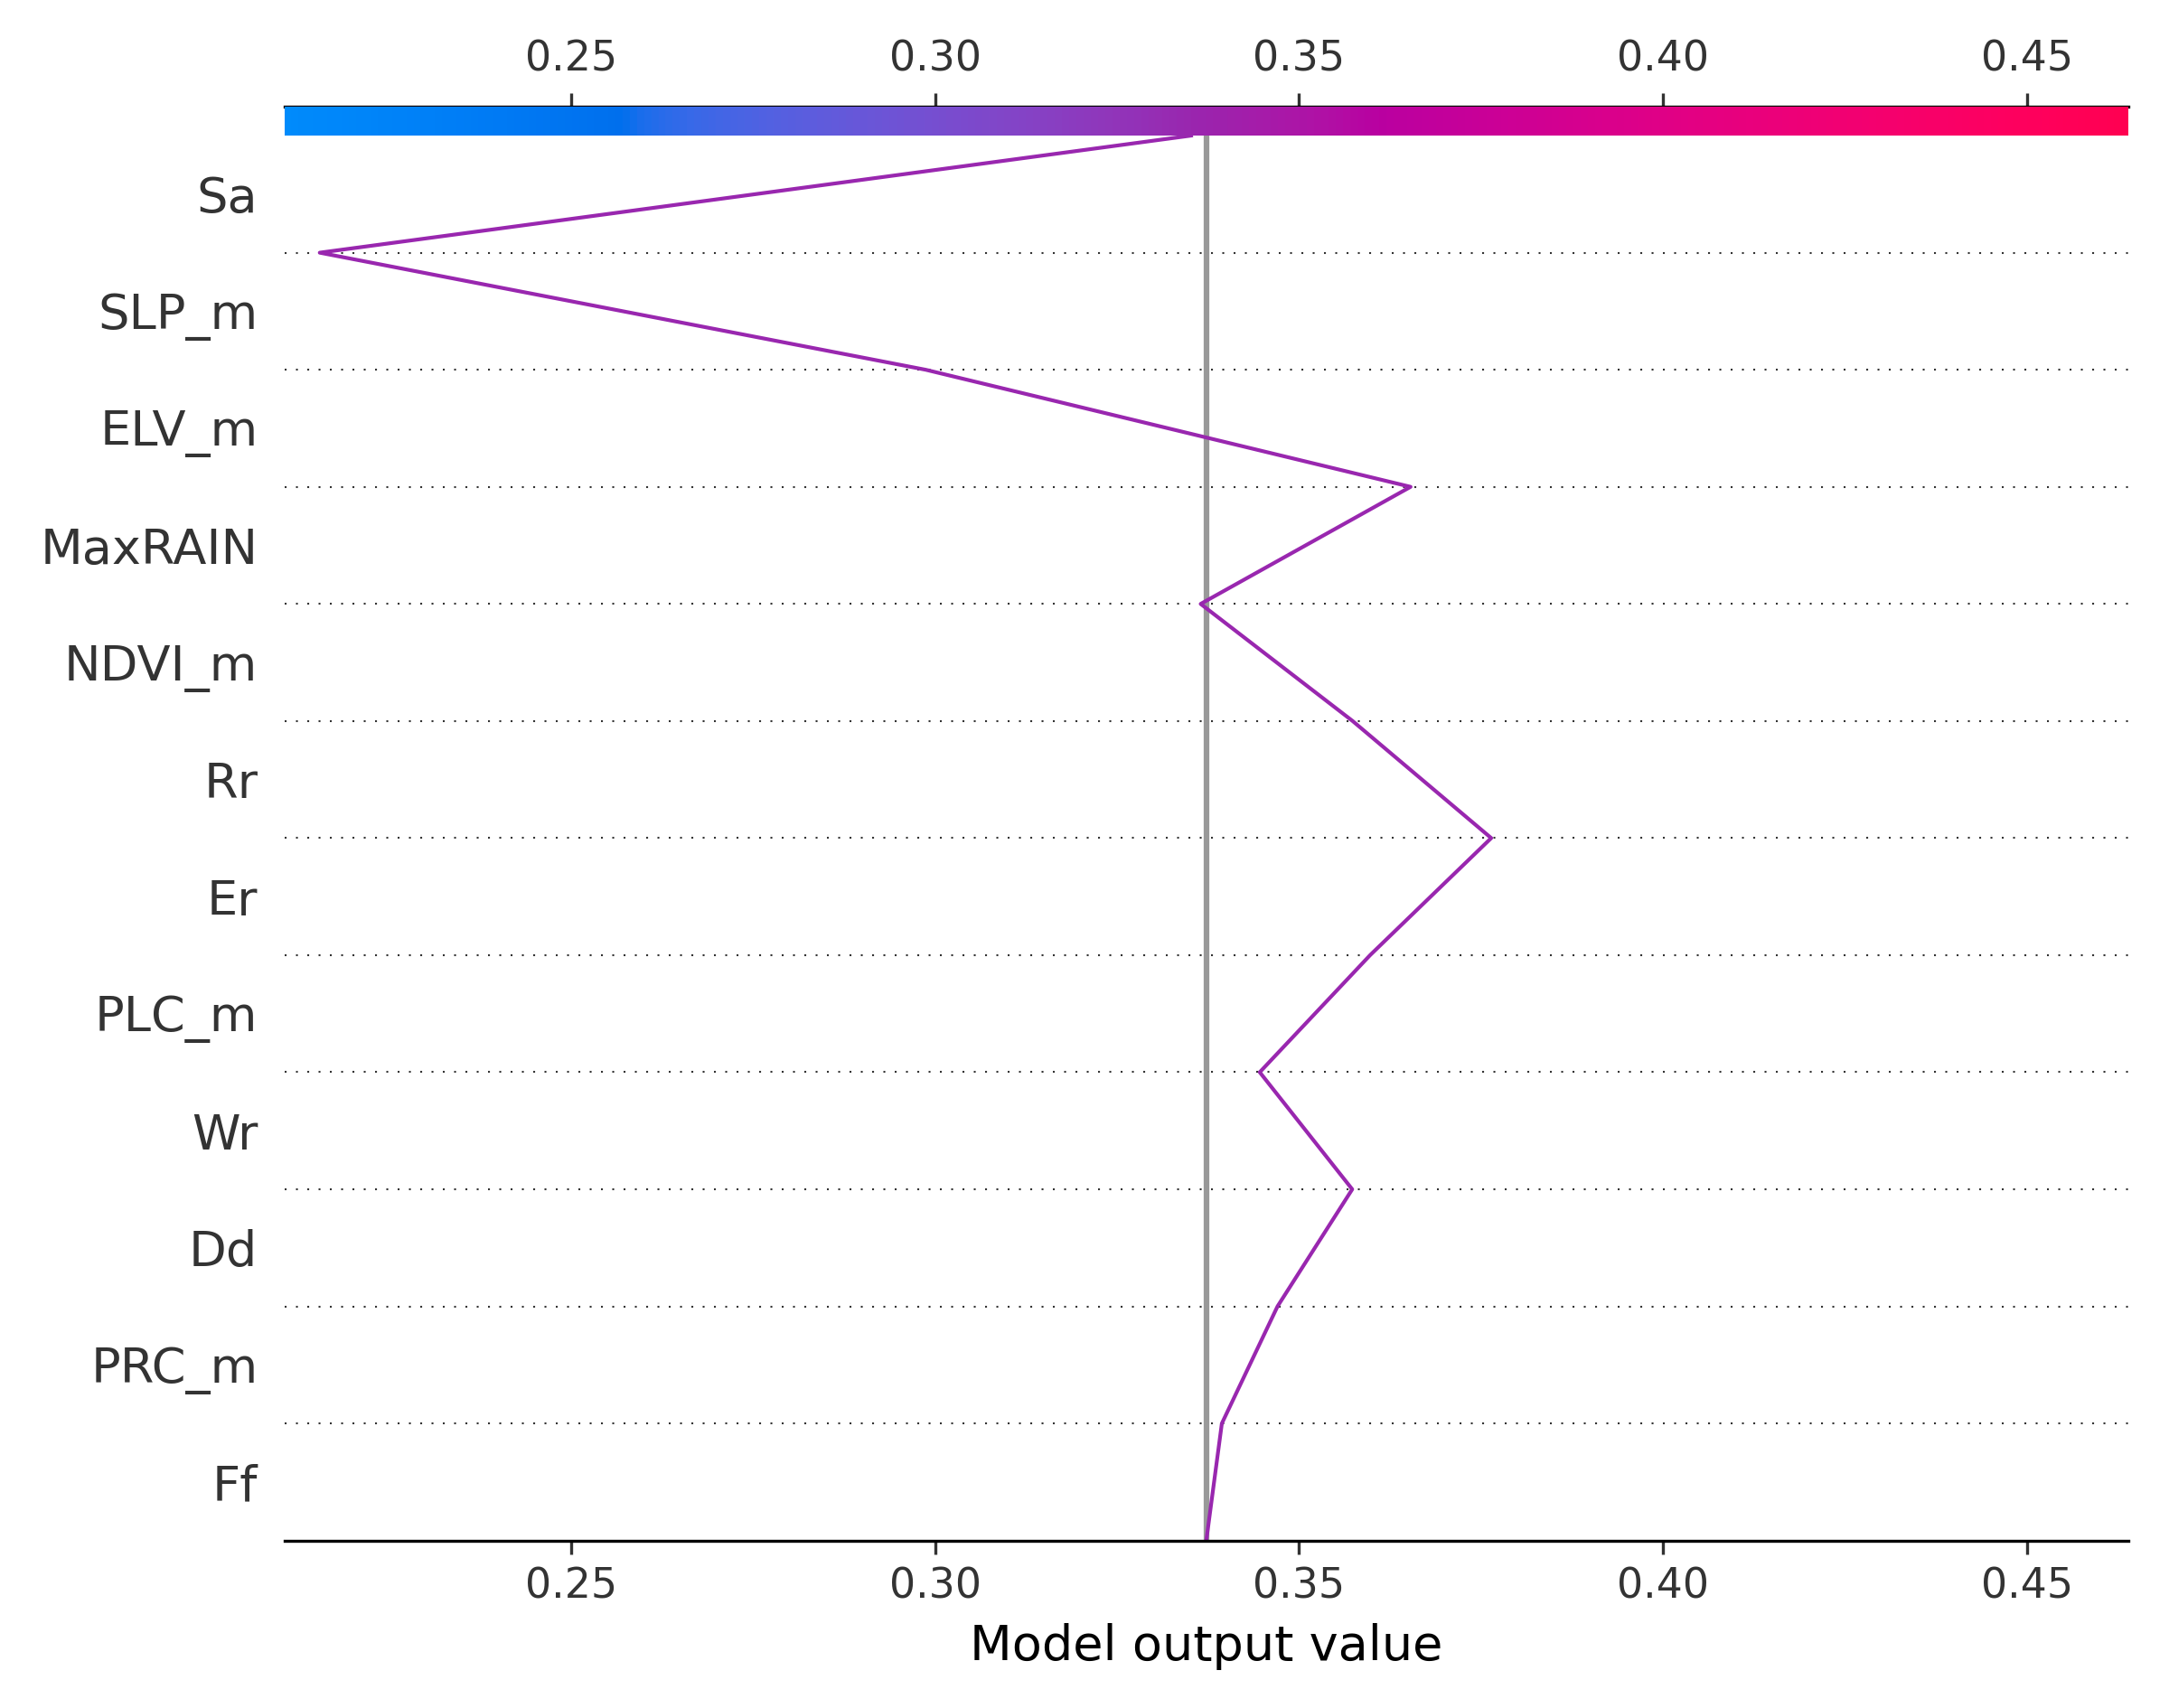 0.25 0.30 0.35 0.40 0.45
Sa
SLP_m
ELV_m
MaxRAIN
NDVI_m
Rr
Er
PLC_m
Wr
Dd
PRC_m
Ff
0.25 0.30 0.35 0.40 0.45
Model output value